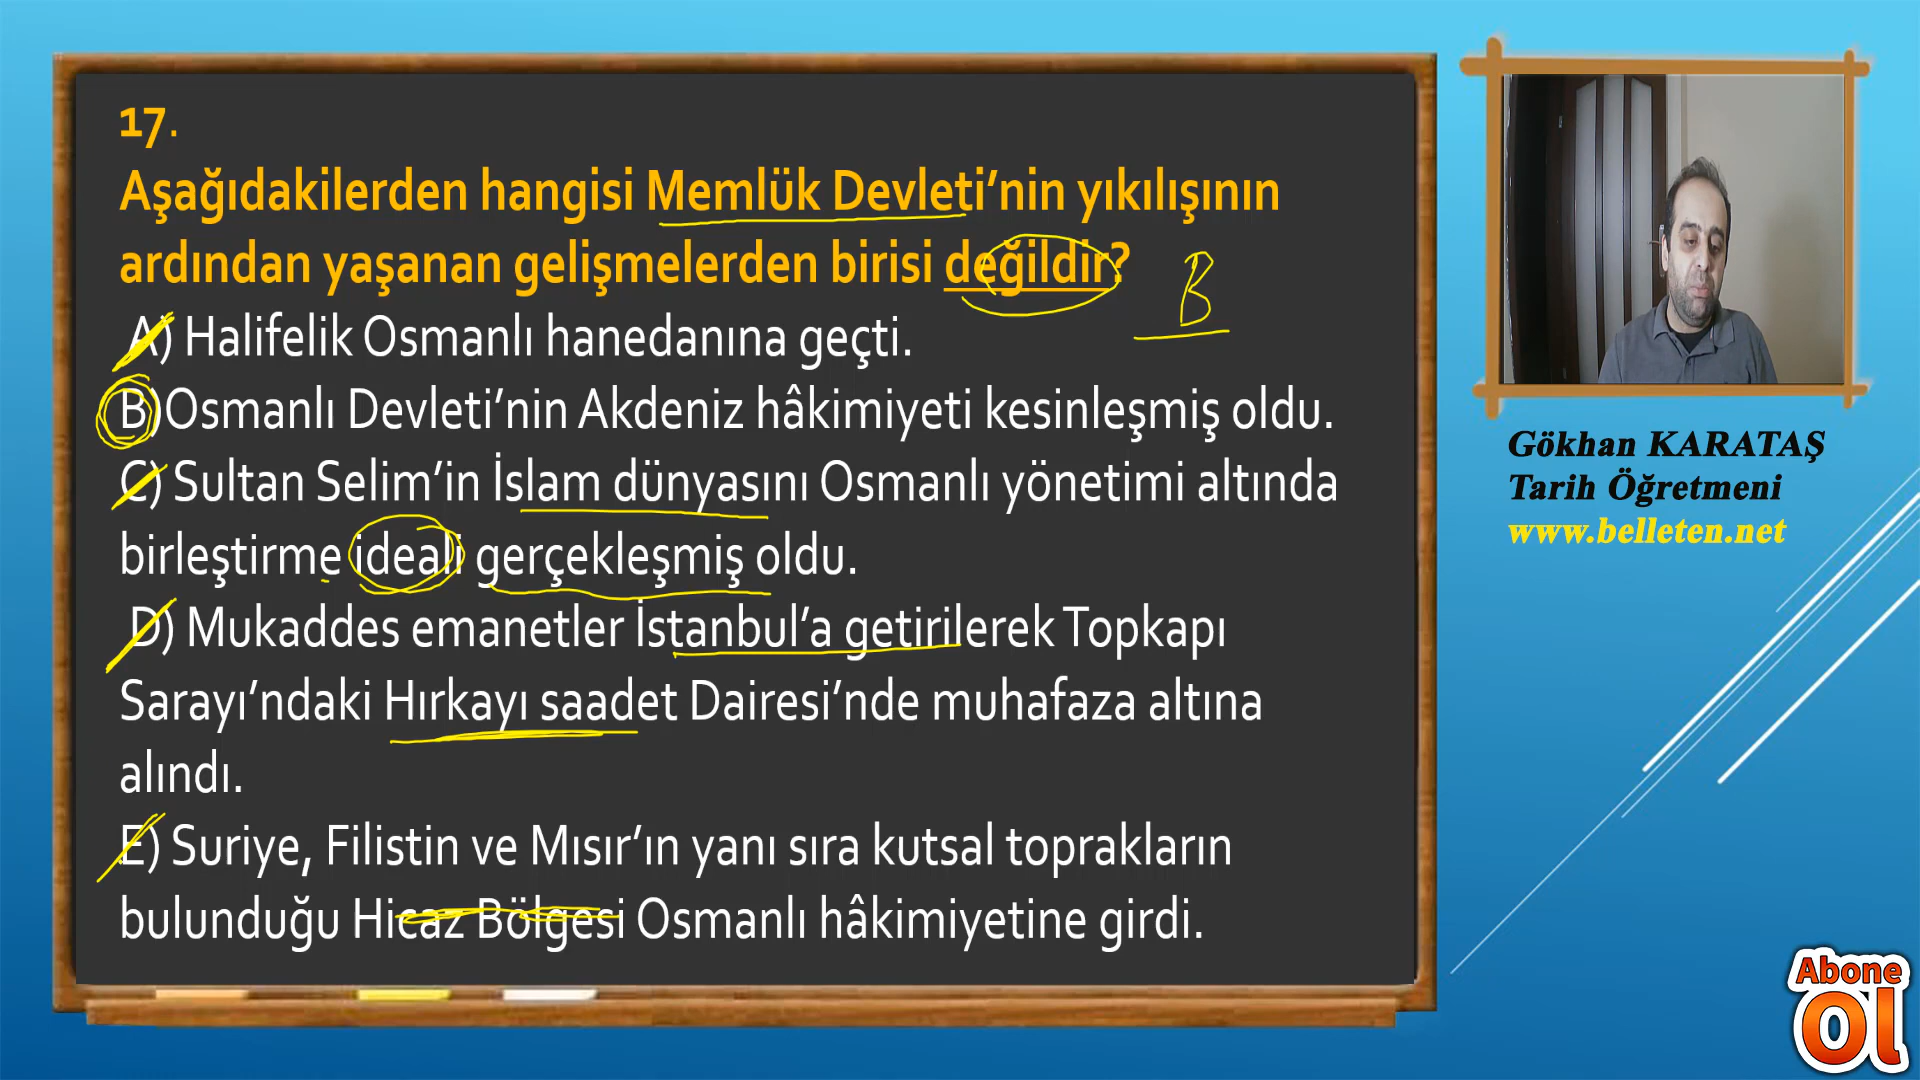 17.
Aşağıdakilerden hangisi Memlük Devleti’nin yıkılışının
ardından yaşanan gelişmelerden birisi değildir?
B
A) Halifelik Osmanlı hanedanına geçti.
B)Osmanlı Devleti’nin Akdeniz hâkimiyeti kesinleşmiş oldu.
C) Sultan Selim’in İslam dünyasını Osmanlı yönetimi altında
birleştirme ideali gerçekleşmiş oldu.
D) Mukaddes emanetler İstanbul’a getirilerek Topkapı
Sarayı’ndaki Hırkayı saadet Dairesi’nde muhafaza altına
alındı.
E) Suriye, Filistin ve Mısır’ın yanı sıra kutsal toprakların
bulunduğu Hicaz Bölgesi Osmanlı hâkimiyetine girdi.
Gökhan KARATAŞ
Tarih Öğretmeni
www.belleten.net
Abone
Ol